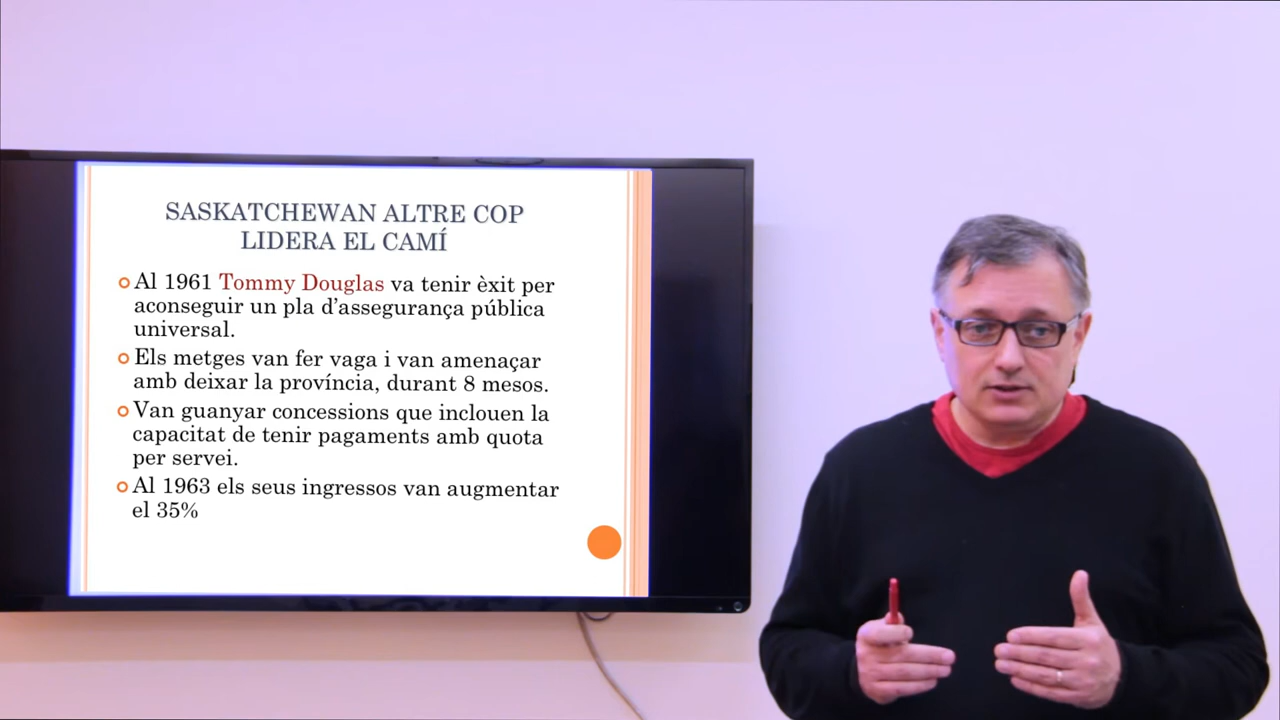 SASKATCHEWAN ALTRE COP
LIDERA EL CAMÍ
Al 1961 Tommy Douglas va tenir èxit per
aconseguir un pla d'assegurança pública
universal.
Els metges van fer vaga i van amenaçar
amb deixar la província, durant 8 mesos.
Van guanyar concessions que inclouen la
capacitat de tenir pagaments amb quota
per servei.
Al 1963 els seus ingressos van augmentar
el 35%